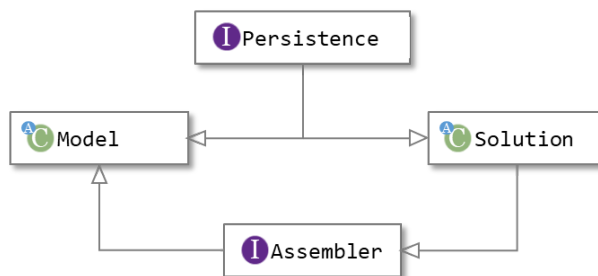 I Persistence
A C Model
A C Solution
I Assembler